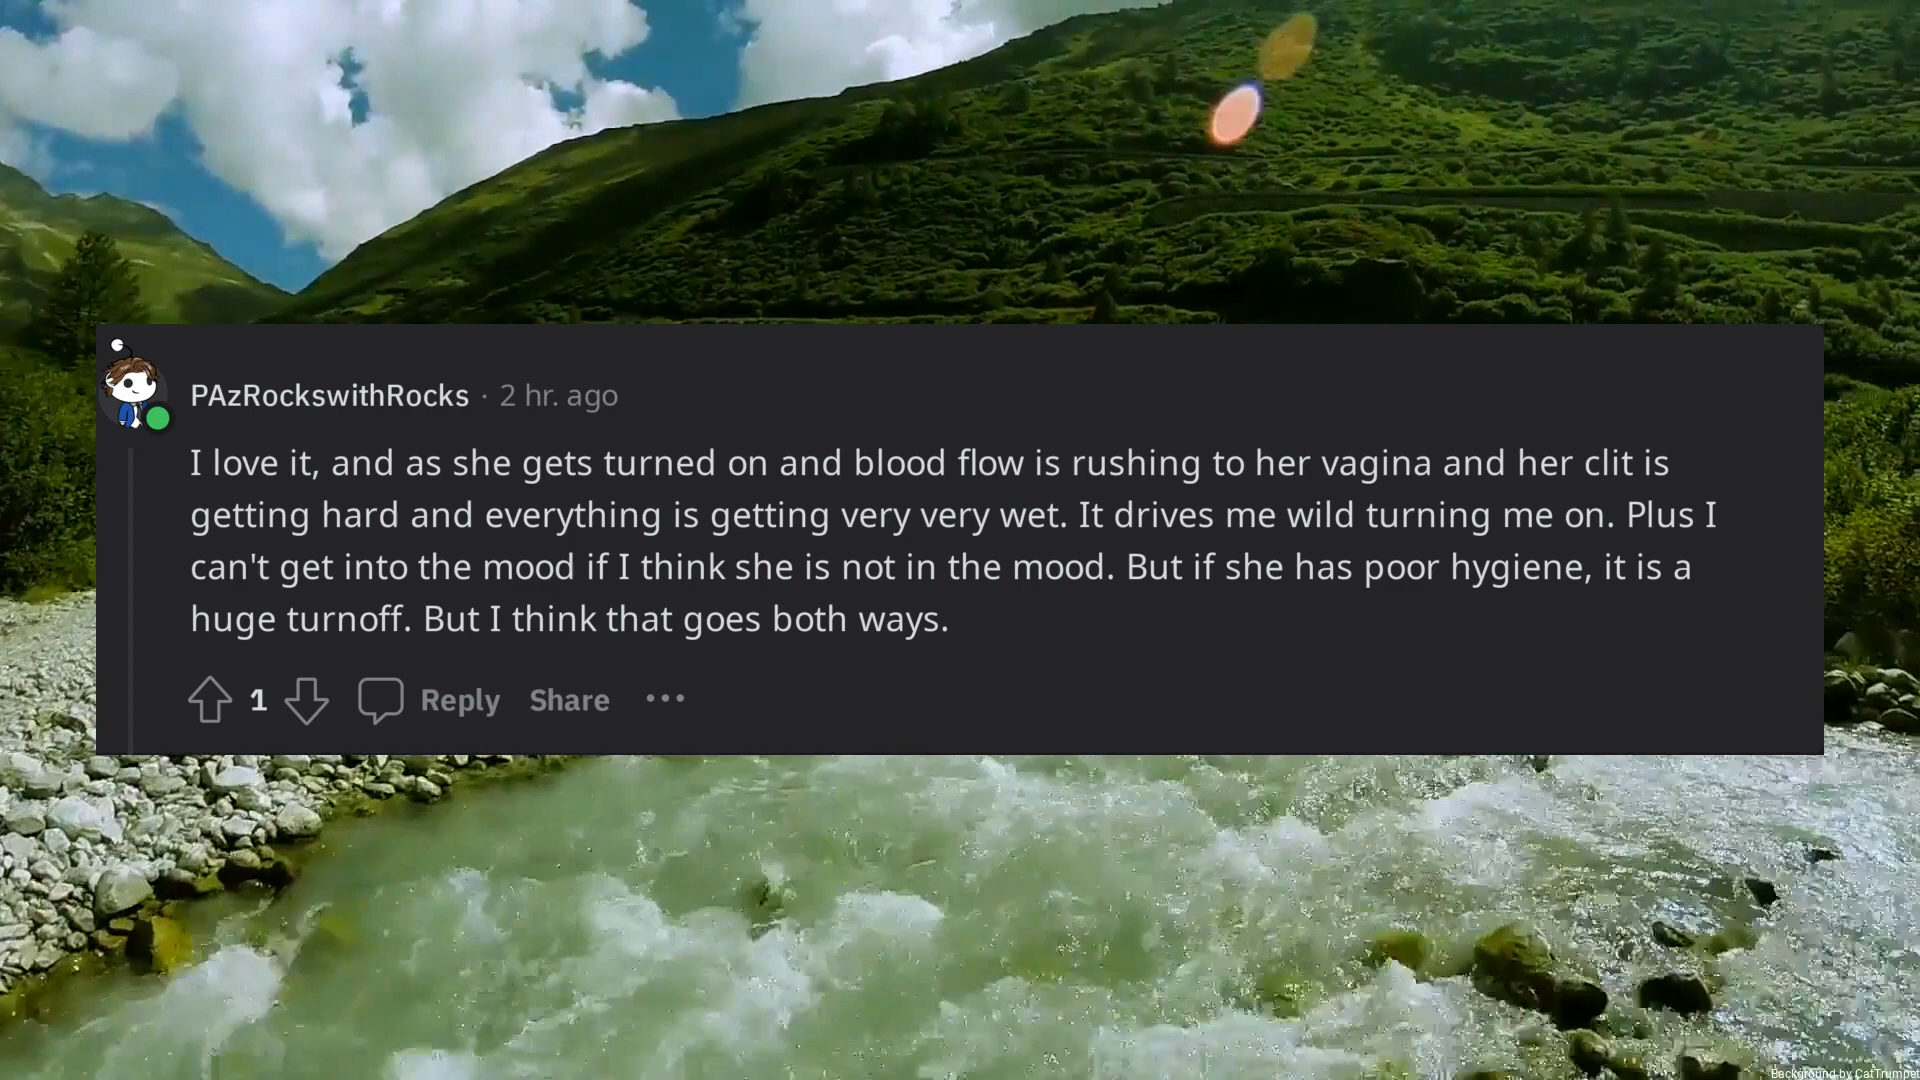 PAzRockswithRocks · 2 hr. ago
I love it, and as she gets turned on and blood flow is rushing to her vagina and her clit is
getting hard and everything is getting very very wet. It drives me wild turning me on. Plus I
can't get into the mood if I think she is not in the mood. But if she has poor hygiene, it is a
huge turnoff. But I think that goes both ways.
1 Reply Share ...
Background by CatTrumpet